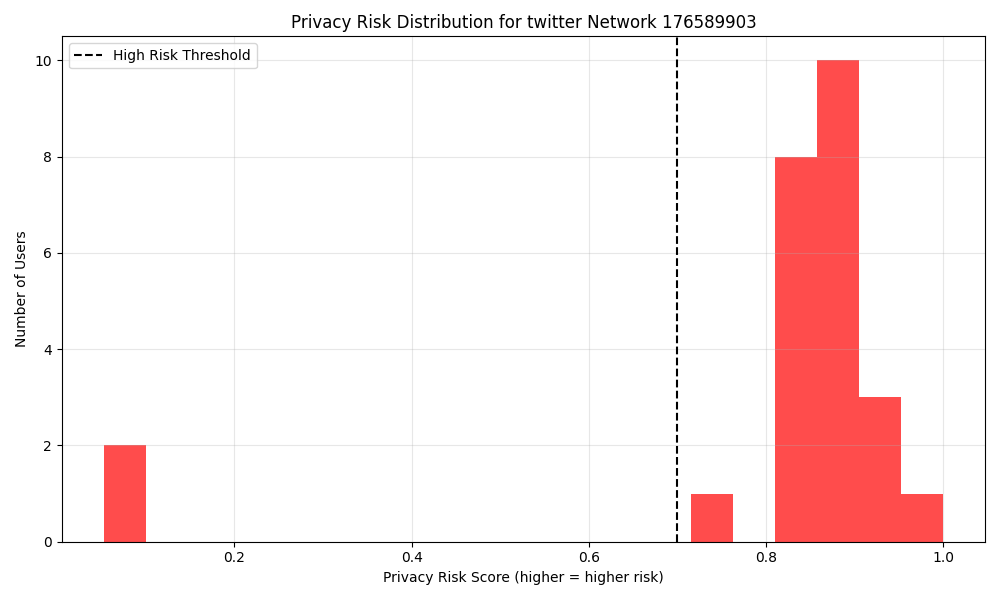 Privacy Risk Distribution for twitter Network 176589903
High Risk Threshold
10
8
6
4
2
0
Number of Users
0.2
0.4
0.6
0.8
1.0
Privacy Risk Score (higher = higher risk)